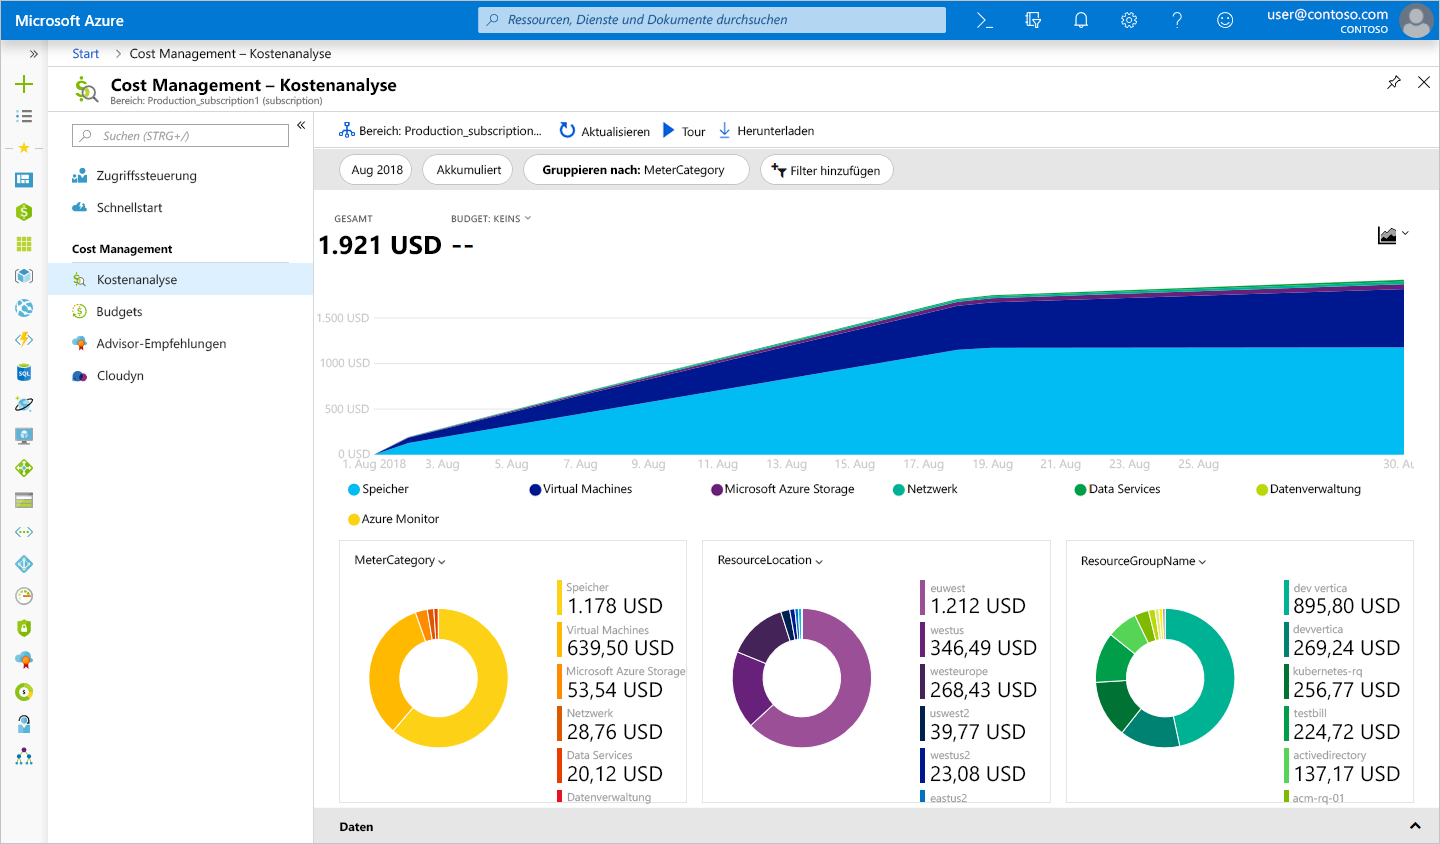 Microsoft Azure
Ressourcen, Dienste und Dokumente durchsuchen
user@contoso.com
CONTOSO
Start > Cost Management – Kostenanalyse
Cost Management – Kostenanalyse
Bereich: Production_subscription1 (subscription)
Suchen (STRG+/)
Zugriffssteuerung
Schnellstart
Cost Management
Kostenanalyse
Budgets
Advisor-Empfehlungen
Cloudyn
SQL
Bereich: Production_subscription... Aktualisieren Tour Herunterladen
Aug 2018 Akkumuliert Gruppieren nach: MeterCategory Filter hinzufügen
GESAMT BUDGET: KEINS
1.921 USD --
1.500 USD
1000 USD
500 USD
0 USD
1. Aug 2018 3. Aug 5. Aug 7. Aug 9. Aug 11. Aug 13. Aug 15. Aug 17. Aug 19. Aug 21. Aug 23. Aug 25. Aug 30. Au
Speicher Virtual Machines Microsoft Azure Storage Netzwerk Data Services Datenverwaltung
Azure Monitor
MeterCategory
Speicher
1.178 USD
Virtual Machines
639,50 USD
Microsoft Azure Storage
53,54 USD
Netzwerk
28,76 USD
Data Services
20,12 USD
Datenverwaltung
ResourceLocation
euwest
1.212 USD
westus
346,49 USD
westeurope
268,43 USD
uswest2
39,77 USD
westus2
23,08 USD
eastus2
ResourceGroupName
dev vertica
895,80 USD
devvertica
269,24 USD
kubernetes-rq
256,77 USD
testbill
224,72 USD
activedirectory
137,17 USD
acm-rq-01
Daten